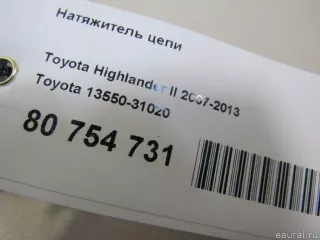 Натяжитель цепи
Toyota Highlander II 2007-2013
Toyota 13550-31020
80 754 731
eaural.ru